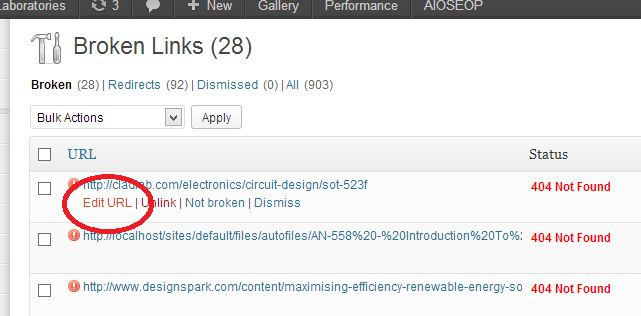 Laboratories 3 + New Gallery Performance AIOSEOP
Broken Links (28)
Broken (28) | Redirects (92) | Dismissed (0) | All (903)
Bulk Actions Apply
URL Status
http://cladlab.com/electronics/circuit-design/sot-523f 404 Not Found
Edit URL | Unlink | Not broken | Dismiss
http://localhost/sites/default/files/autofiles/AN-558%20-%20Introduction%20To%2 404 Not Found
http://www.designspark.com/content/maximising-efficiency-renewable-energy-so 404 Not Found